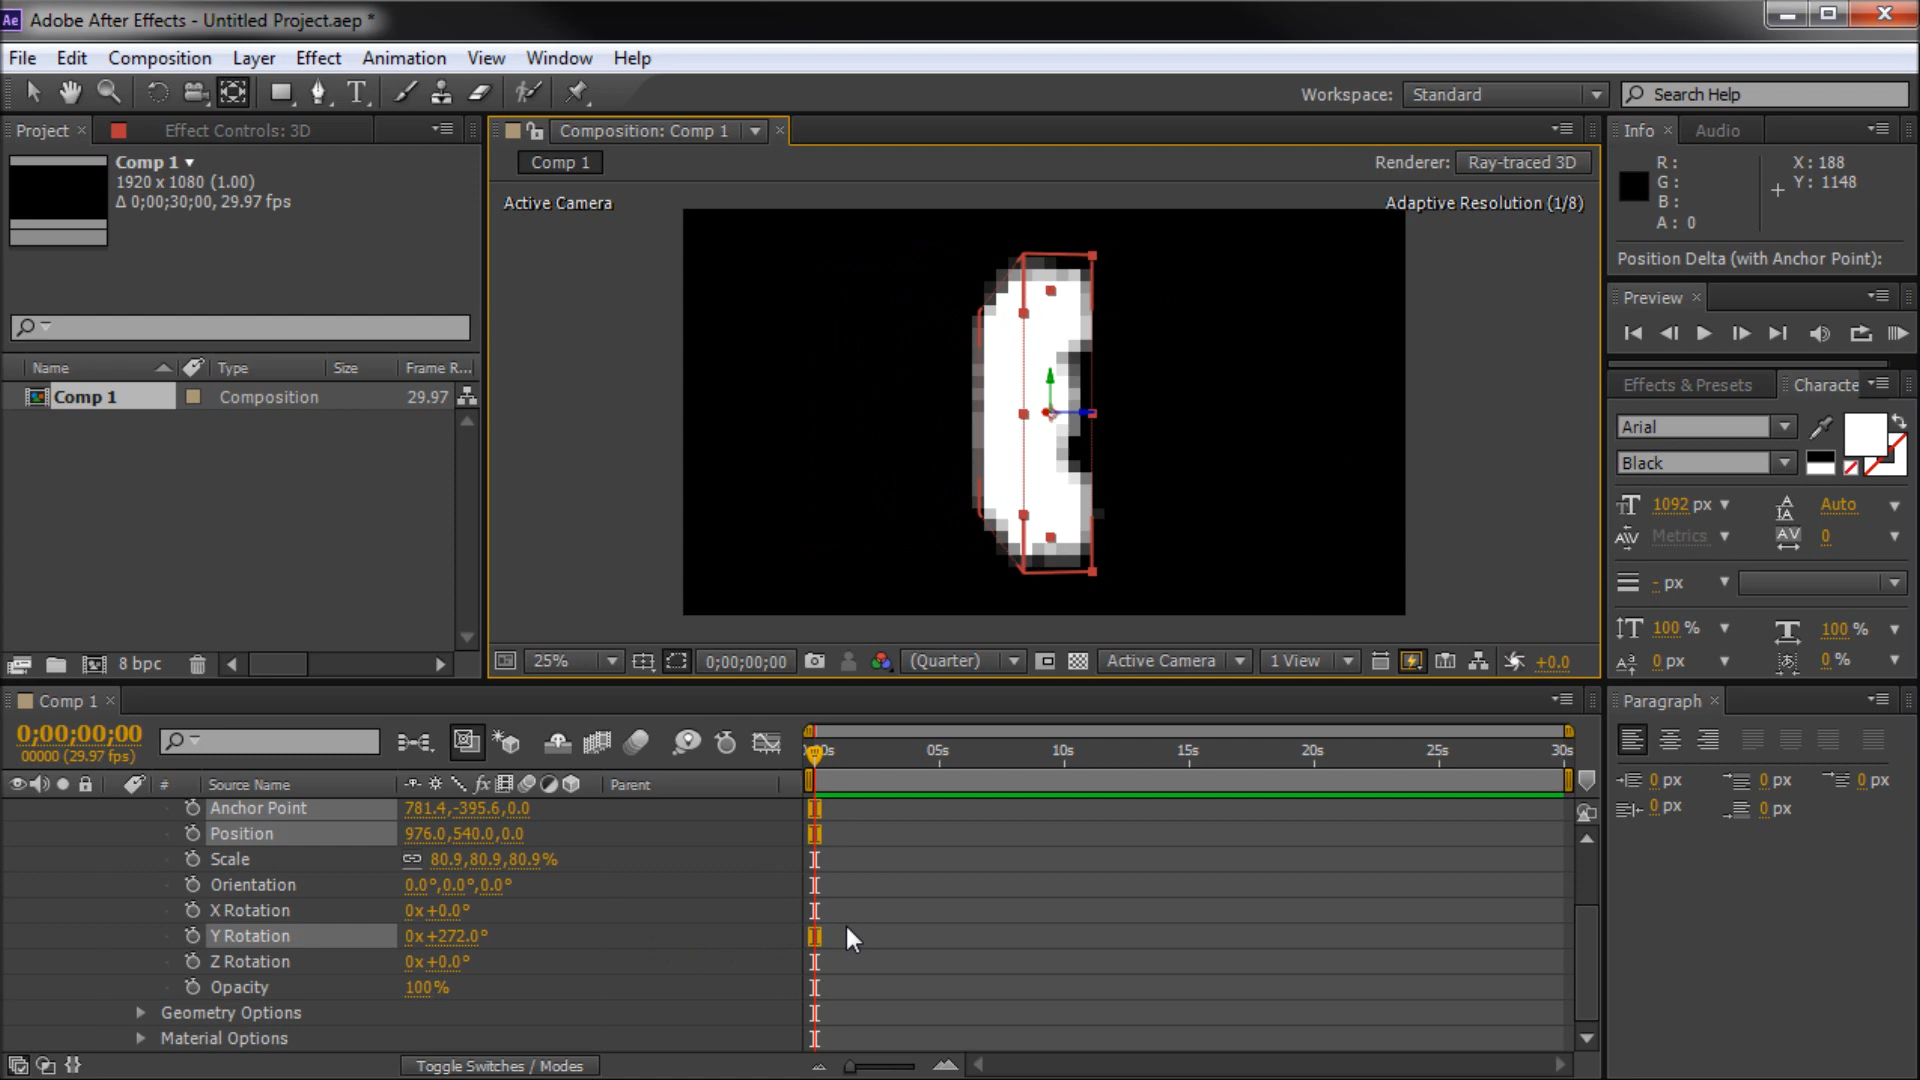 Ae Adobe After Effects - Untitled Project.aep *
File Edit Composition Layer Effect Animation View Window Help
Workspace: Standard Search Help
Project Effect Controls: 3D Composition: Comp 1 Info Audio
Comp 1
1920 x 1080 (1.00)
Δ 0;00;30;00, 29.97 fps
Comp 1 Renderer: Ray-traced 3D
Active Camera Adaptive Resolution (1/8)
R :
G :
B :
A : 0
X : 188
Y : 1148
Position Delta (with Anchor Point):
Preview
Name Type Size Frame R...
Comp 1 Composition 29.97
Effects & Presets Characte
Arial
Black
1092 px Auto
Metrics 0
- px
100 % 100 %
0 px 0 %
8 bpc
25% 0;00;00;00 (Quarter) Active Camera 1 View +0.0
Comp 1
0;00;00;00
00000 (29.97 fps)
05s 10s 15s 20s 25s 30s
# Source Name fx Parent
Anchor Point 781.4,-395.6,0.0
Position 976.0,540.0,0.0
Scale 80.9,80.9,80.9%
Orientation 0.0°,0.0°,0.0°
X Rotation 0x+0.0°
Y Rotation 0x+272.0°
Z Rotation 0x+0.0°
Opacity 100%
Geometry Options
Material Options
Toggle Switches / Modes
Paragraph
0 px 0 px 0 px
0 px 0 px